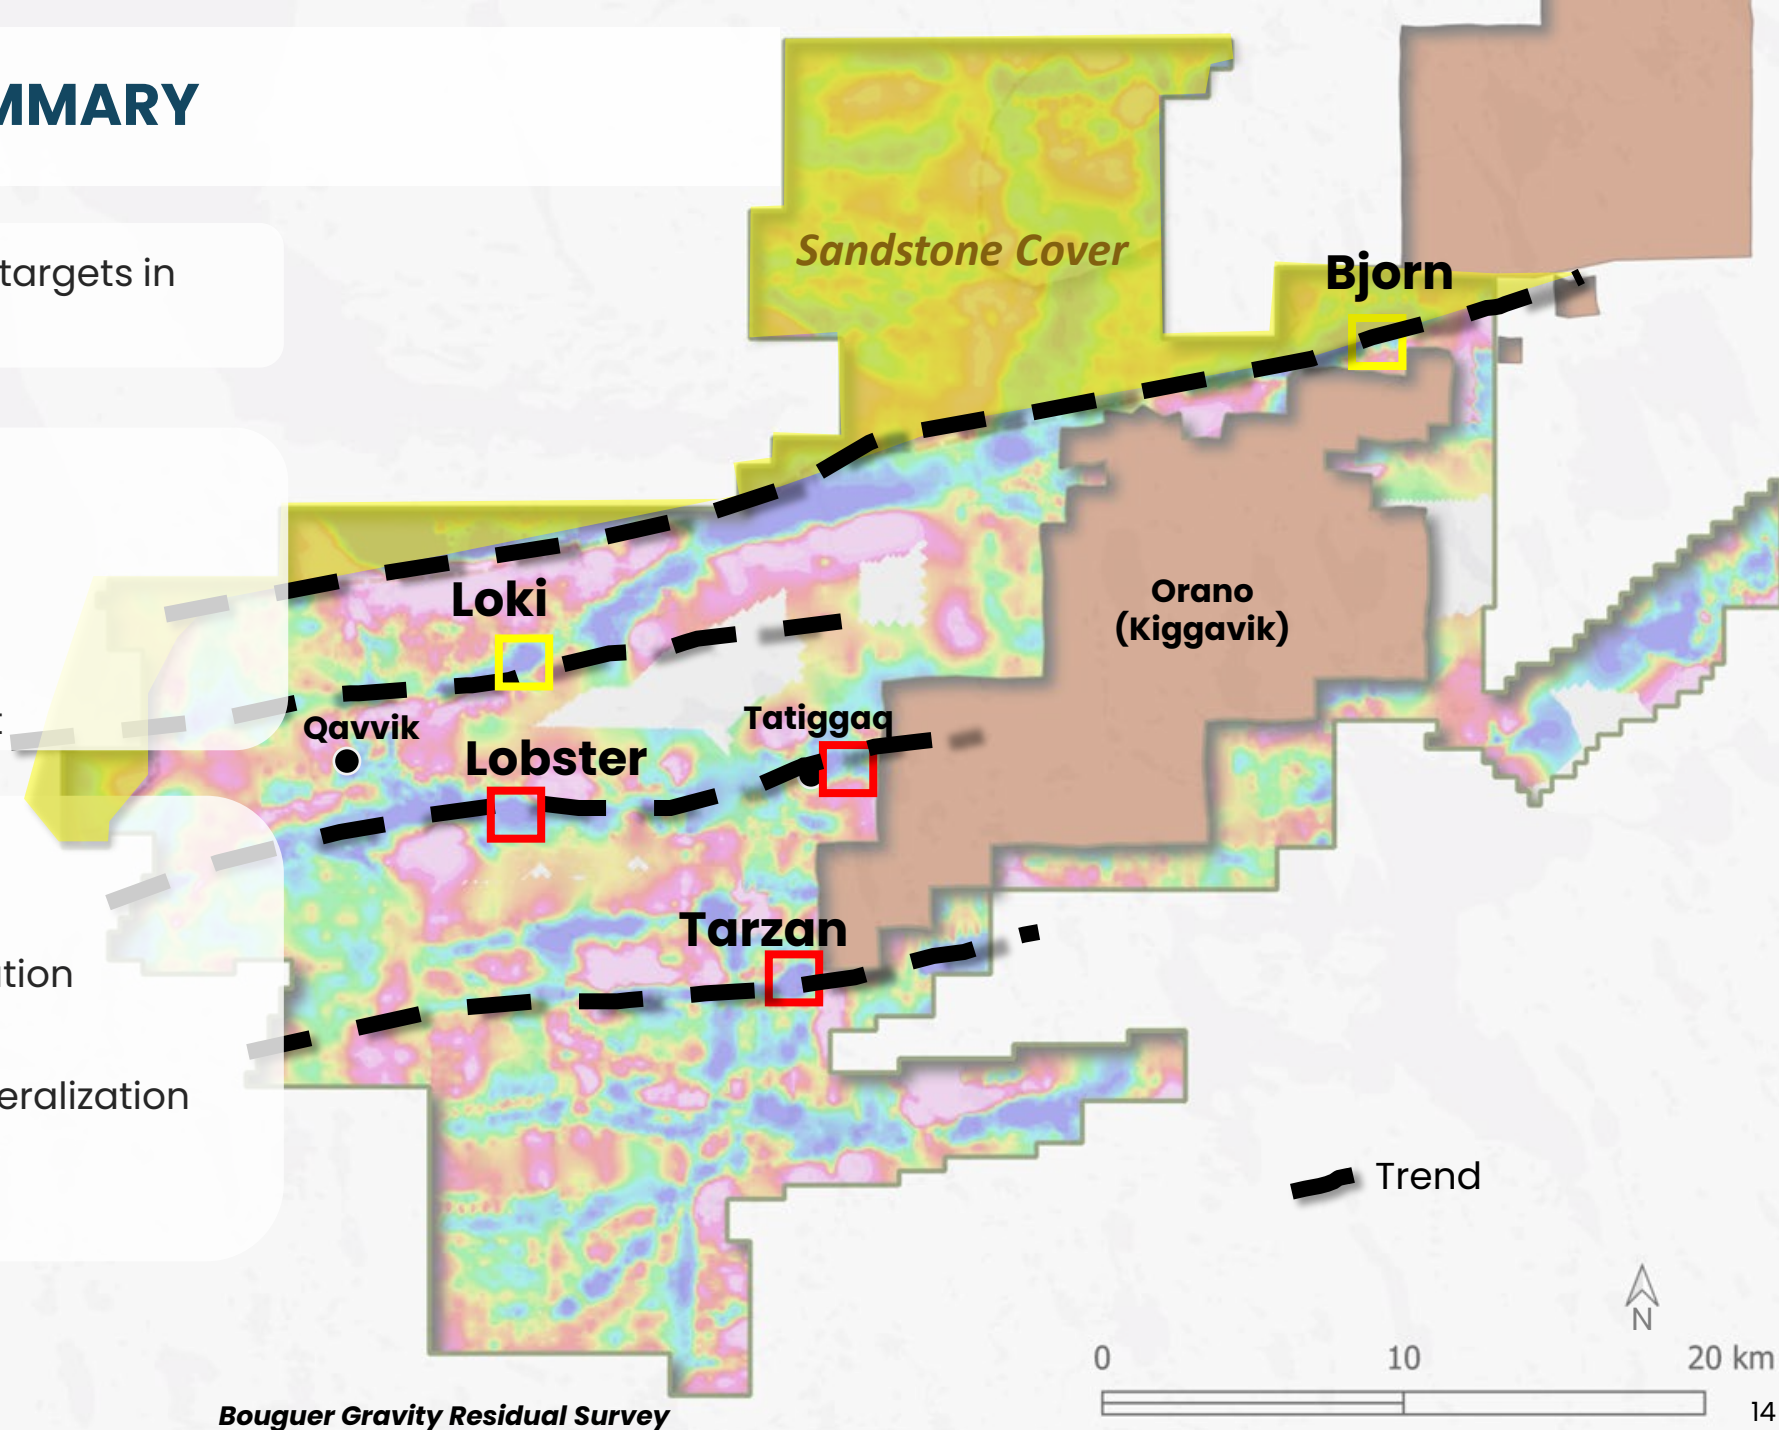 MMARY
targets in
ation
eralization
Sandstone Cover
Bjorn
Loki
Orano
(Kiggavik)
Qavvik
Tatiggaq
Lobster
Tarzan
Trend
N
0 10 20 km
Bouguer Gravity Residual Survey
14